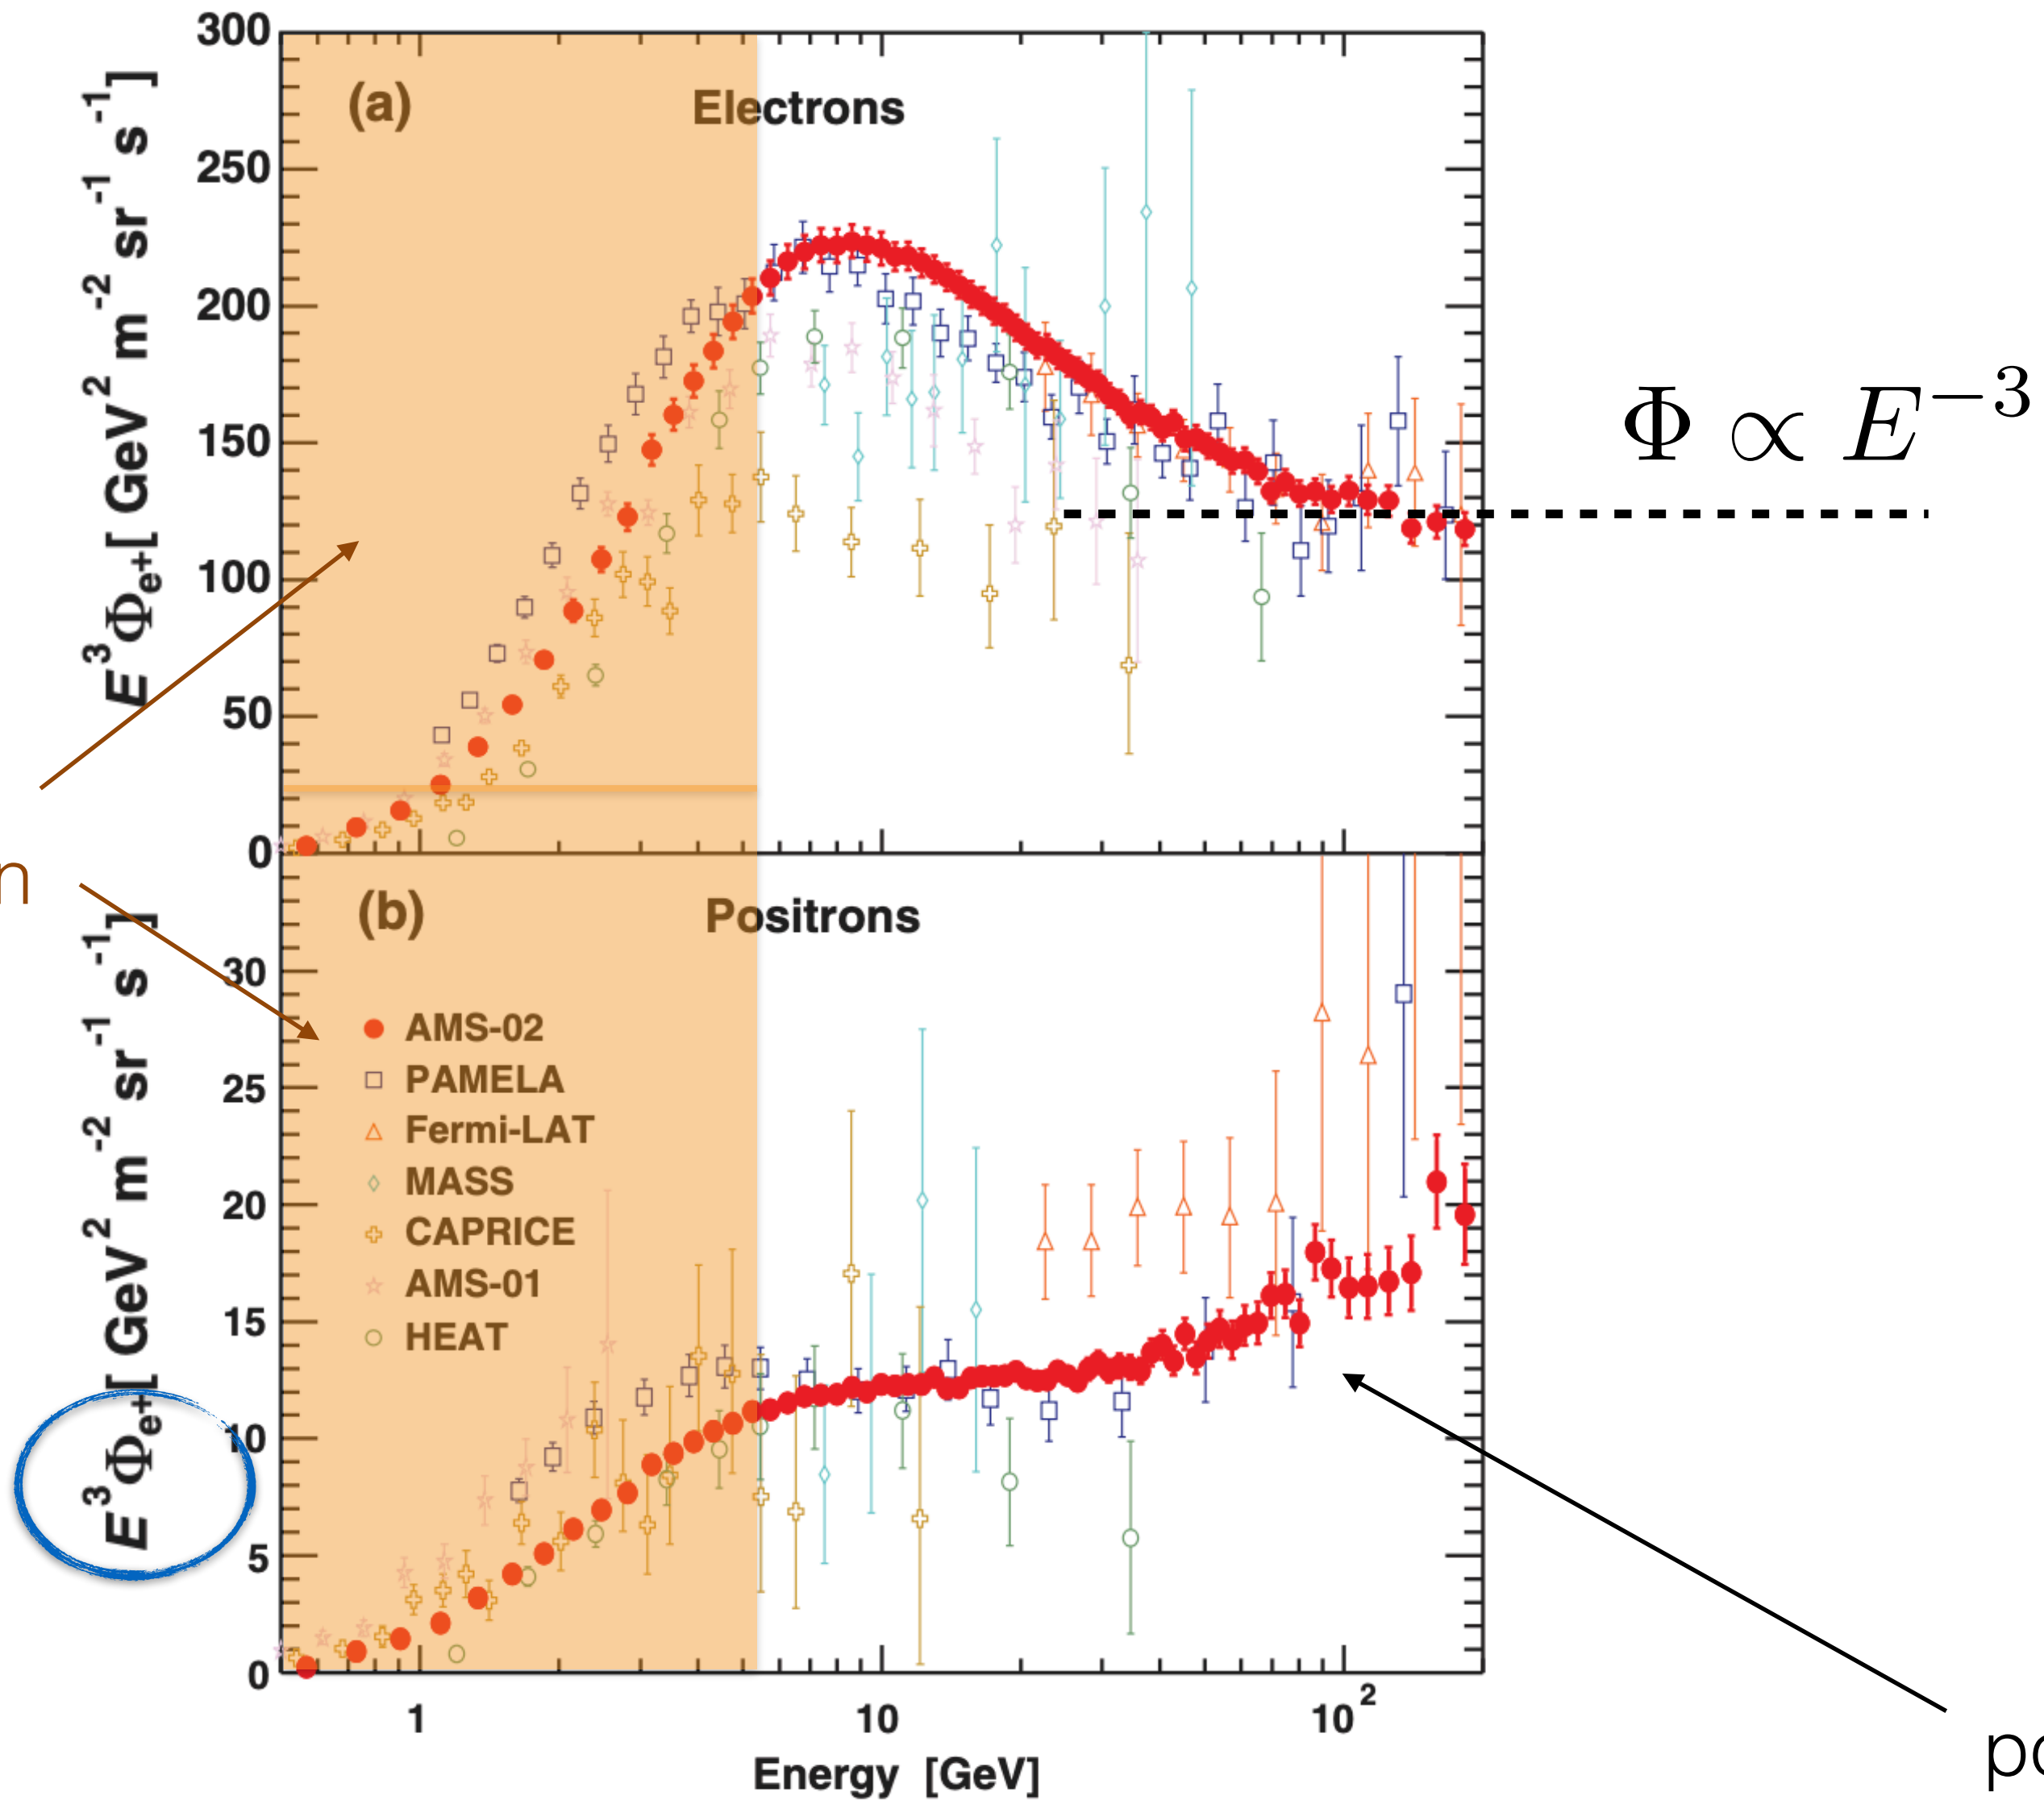 300
250
200
150
100
50
0
E³Φe+[ GeV² m⁻² sr⁻¹ s⁻¹ ]
(a)
Electrons
Φ ∝ E⁻³
n
30
25
20
15
10
5
0
E³Φe+[ GeV² m⁻² sr⁻¹ s⁻¹ ]
(b)
Positrons
AMS-02
PAMELA
Fermi-LAT
MASS
CAPRICE
AMS-01
HEAT
1 10 10²
Energy [GeV]
po